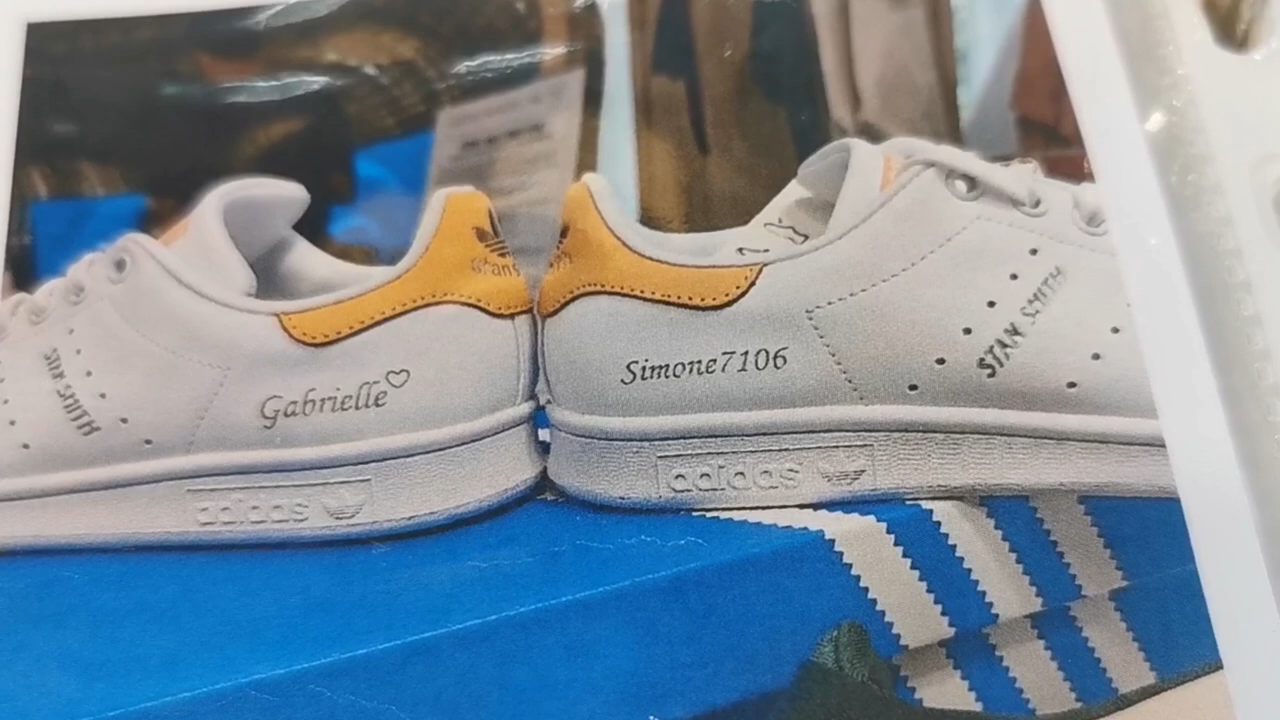 STAN SMITH
Gabrielle♡
adidas
Simone7106
STAN SMITH
adidas